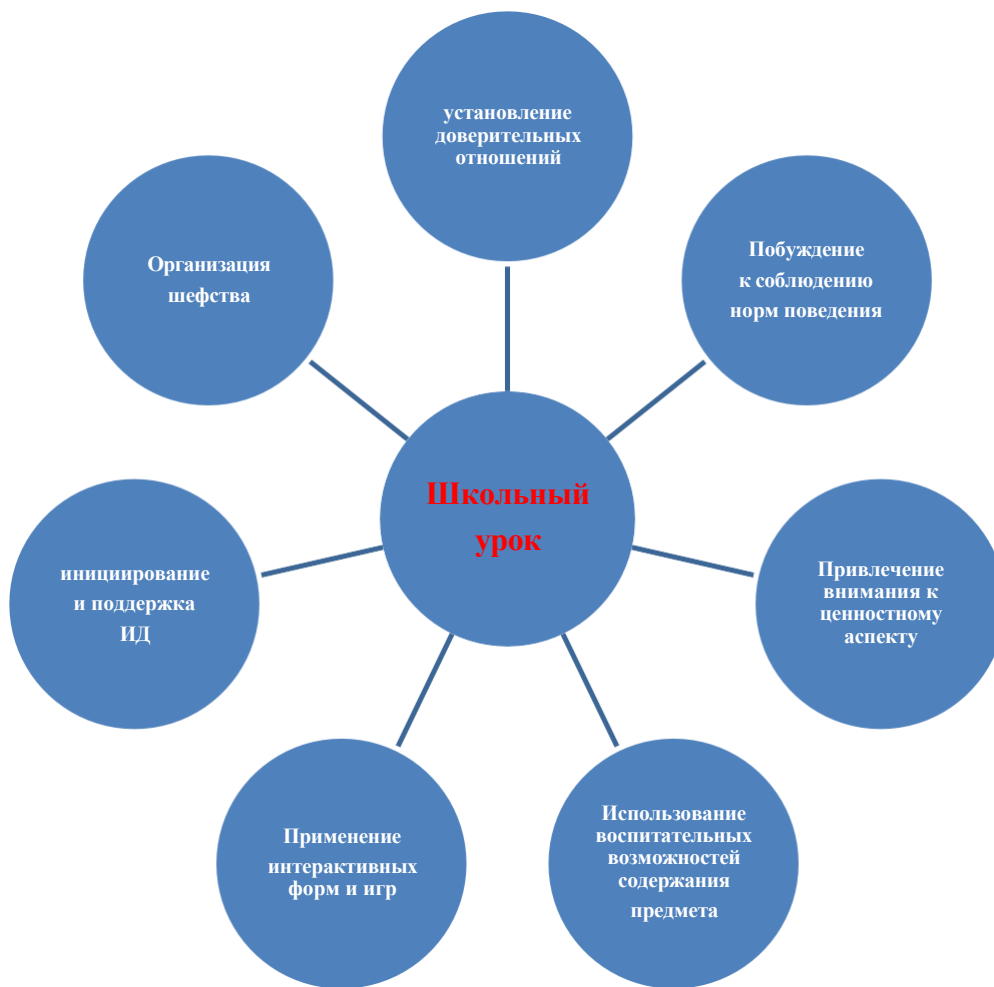 установление
доверительных
отношений
Побуждение
к соблюдению
норм поведения
Привлечение
внимания к
ценностному
аспекту
Использование
воспитательных
возможностей
содержания
предмета
Применение
интерактивных
форм и игр
инициирование
и поддержка
ИД
Организация
шефства
Школьный
урок